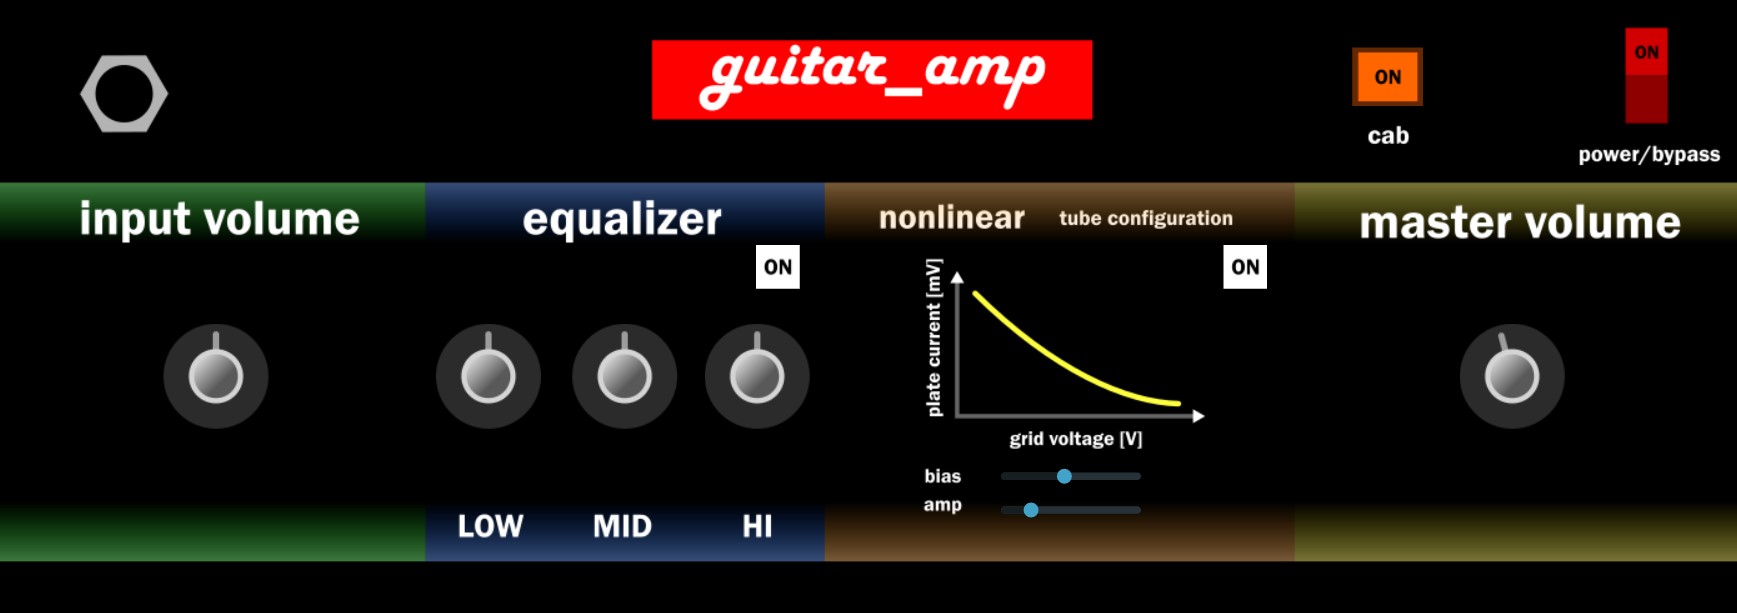 guitar_amp
ON
cab
ON
power/bypass
input volume
equalizer
ON
LOW
MID
HI
nonlinear
tube configuration
ON
plate current [mV]
grid voltage [V]
bias
amp
master volume